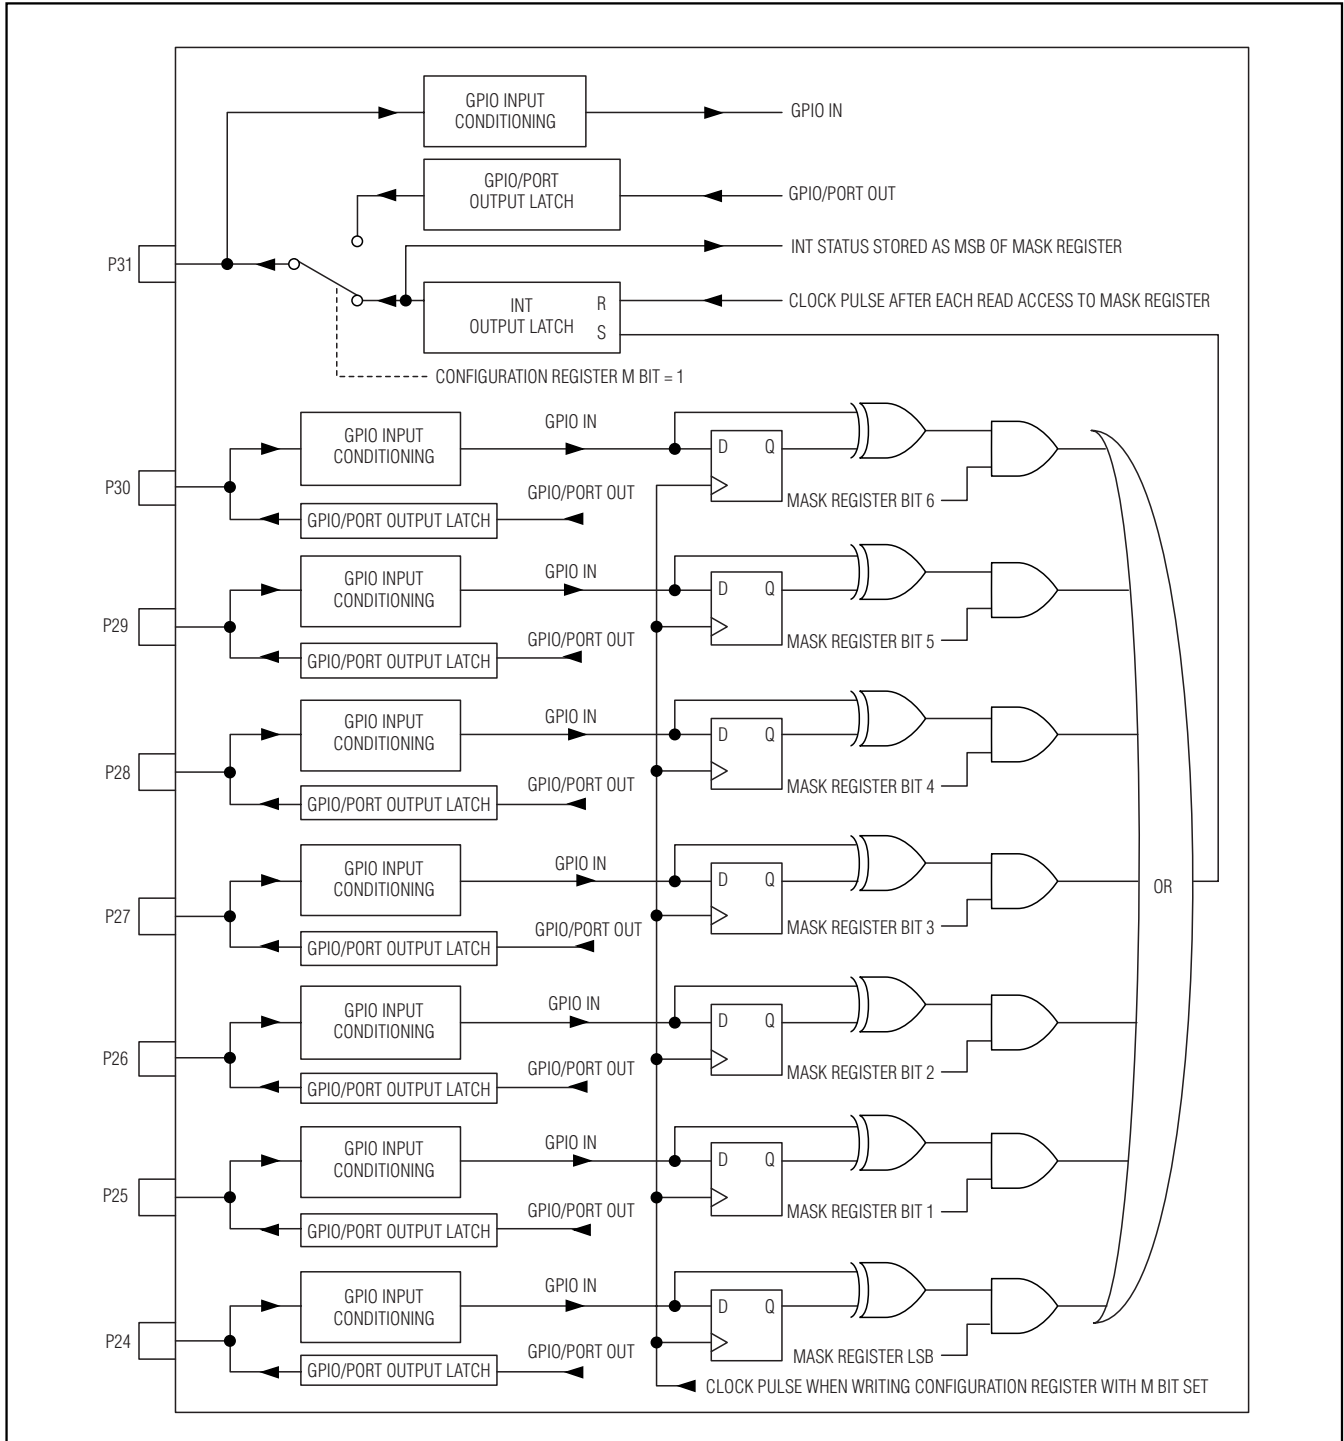 GPIO INPUT
CONDITIONING
GPIO IN
GPIO/PORT
OUTPUT LATCH
GPIO/PORT OUT
INT STATUS STORED AS MSB OF MASK REGISTER
P31
INT
OUTPUT LATCH
R
S
CLOCK PULSE AFTER EACH READ ACCESS TO MASK REGISTER
CONFIGURATION REGISTER M BIT = 1
GPIO INPUT
CONDITIONING
GPIO IN
D Q
P30
GPIO/PORT OUT
MASK REGISTER BIT 6
GPIO/PORT OUTPUT LATCH
GPIO INPUT
CONDITIONING
GPIO IN
D Q
P29
GPIO/PORT OUT
MASK REGISTER BIT 5
GPIO/PORT OUTPUT LATCH
GPIO INPUT
CONDITIONING
GPIO IN
D Q
P28
GPIO/PORT OUT
MASK REGISTER BIT 4
GPIO/PORT OUTPUT LATCH
GPIO INPUT
CONDITIONING
GPIO IN
D Q
OR
P27
GPIO/PORT OUT
MASK REGISTER BIT 3
GPIO/PORT OUTPUT LATCH
GPIO INPUT
CONDITIONING
GPIO IN
D Q
P26
GPIO/PORT OUT
MASK REGISTER BIT 2
GPIO/PORT OUTPUT LATCH
GPIO INPUT
CONDITIONING
GPIO IN
D Q
P25
GPIO/PORT OUT
MASK REGISTER BIT 1
GPIO/PORT OUTPUT LATCH
GPIO INPUT
CONDITIONING
GPIO IN
D Q
P24
GPIO/PORT OUT
MASK REGISTER LSB
GPIO/PORT OUTPUT LATCH
CLOCK PULSE WHEN WRITING CONFIGURATION REGISTER WITH M BIT SET